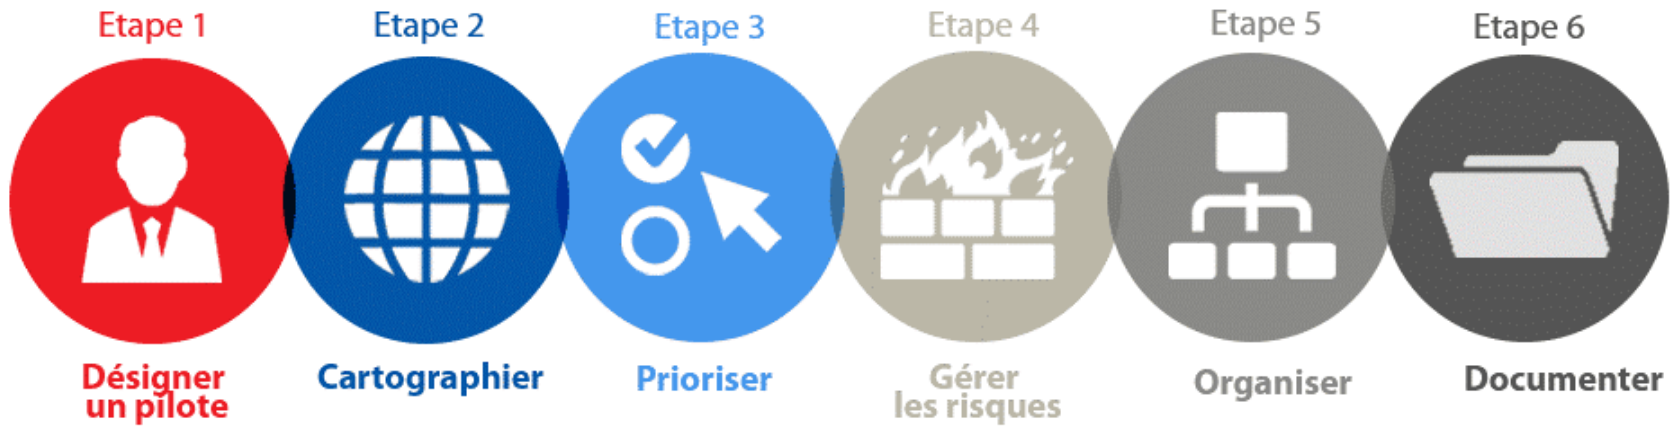 Etape 1
Etape 2
Etape 3
Etape 4
Etape 5
Etape 6
Désigner
un pilote
Cartographier
Prioriser
Gérer
les risques
Organiser
Documenter